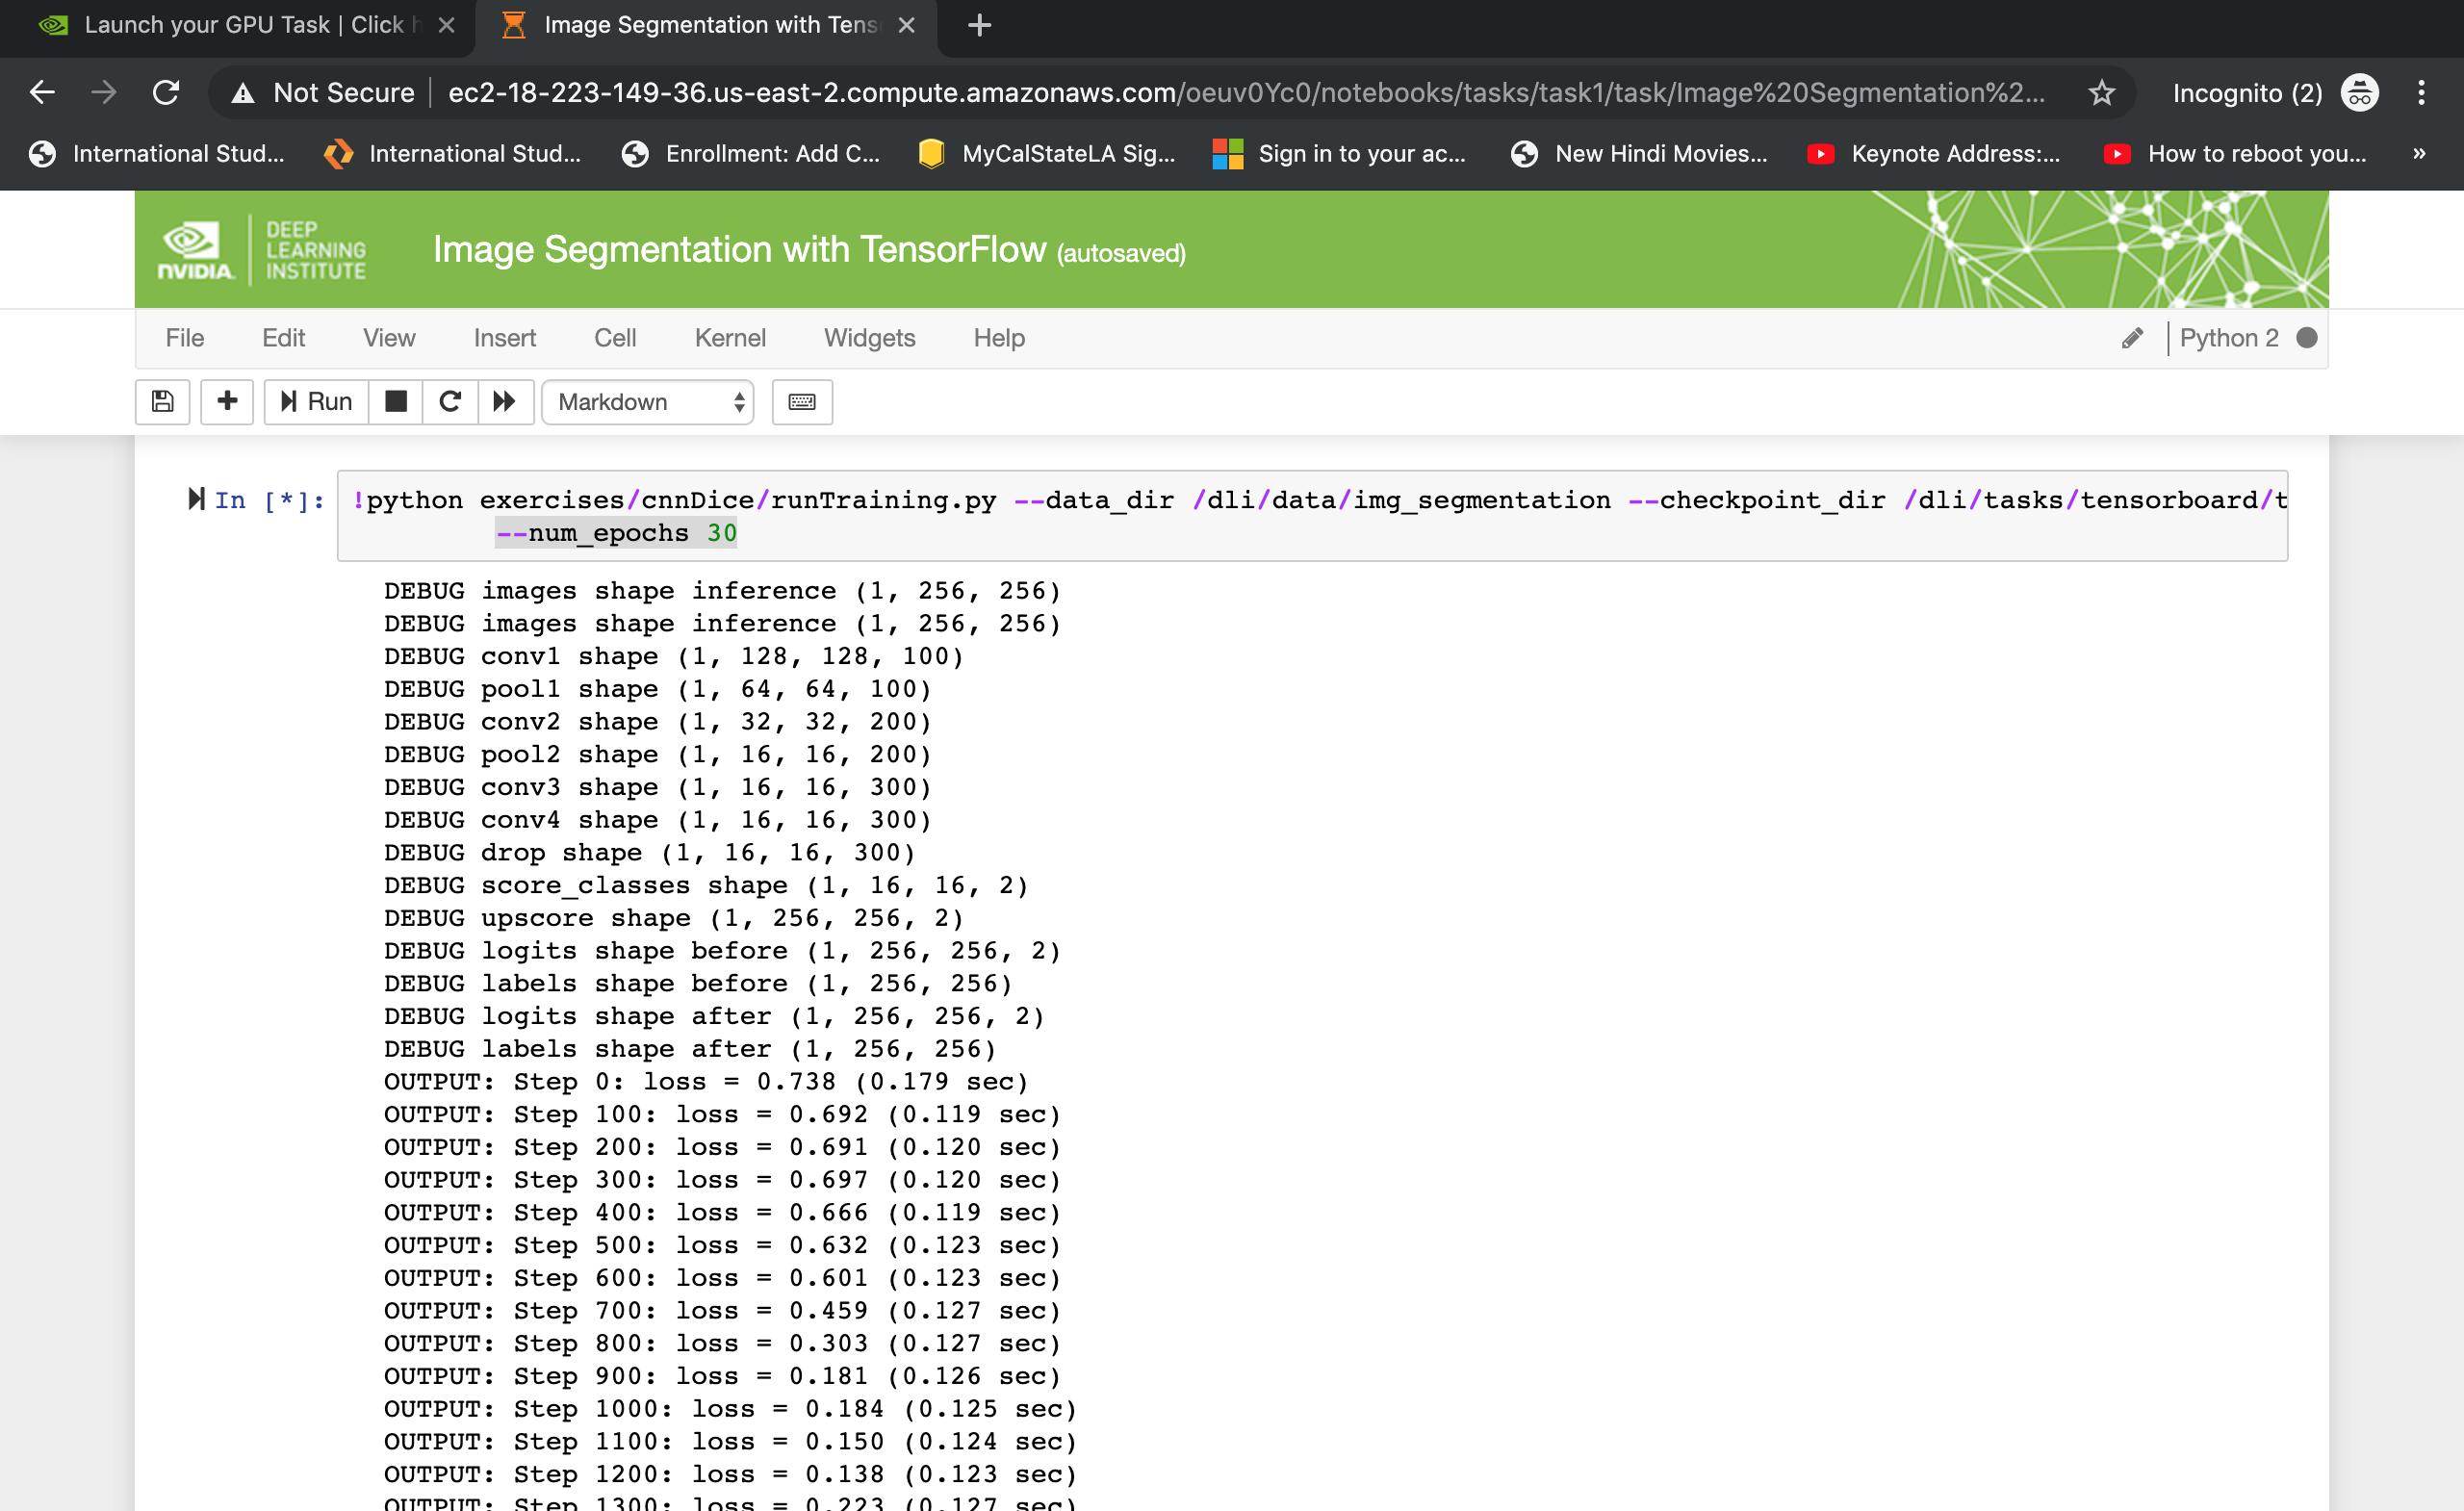 Launch your GPU Task | Click h
Image Segmentation with Tens
Not Secure
ec2-18-223-149-36.us-east-2.compute.amazonaws.com/oeuv0Yc0/notebooks/tasks/task1/task/Image%20Segmentation%2...
Incognito (2)
International Stud...
International Stud...
Enrollment: Add C...
MyCalStateLA Sig...
Sign in to your ac...
New Hindi Movies...
Keynote Address:...
How to reboot you...
»
NVIDIA.
DEEP
LEARNING
INSTITUTE
Image Segmentation with TensorFlow (autosaved)
File Edit View Insert Cell Kernel Widgets Help
Python 2
Run
Markdown
In [*]:
!python exercises/cnnDice/runTraining.py --data_dir /dli/data/img_segmentation --checkpoint_dir /dli/tasks/tensorboard/t
--num_epochs 30
DEBUG images shape inference (1, 256, 256)
DEBUG images shape inference (1, 256, 256)
DEBUG conv1 shape (1, 128, 128, 100)
DEBUG pool1 shape (1, 64, 64, 100)
DEBUG conv2 shape (1, 32, 32, 200)
DEBUG pool2 shape (1, 16, 16, 200)
DEBUG conv3 shape (1, 16, 16, 300)
DEBUG conv4 shape (1, 16, 16, 300)
DEBUG drop shape (1, 16, 16, 300)
DEBUG score_classes shape (1, 16, 16, 2)
DEBUG upscore shape (1, 256, 256, 2)
DEBUG logits shape before (1, 256, 256, 2)
DEBUG labels shape before (1, 256, 256)
DEBUG logits shape after (1, 256, 256, 2)
DEBUG labels shape after (1, 256, 256)
OUTPUT: Step 0: loss = 0.738 (0.179 sec)
OUTPUT: Step 100: loss = 0.692 (0.119 sec)
OUTPUT: Step 200: loss = 0.691 (0.120 sec)
OUTPUT: Step 300: loss = 0.697 (0.120 sec)
OUTPUT: Step 400: loss = 0.666 (0.119 sec)
OUTPUT: Step 500: loss = 0.632 (0.123 sec)
OUTPUT: Step 600: loss = 0.601 (0.123 sec)
OUTPUT: Step 700: loss = 0.459 (0.127 sec)
OUTPUT: Step 800: loss = 0.303 (0.127 sec)
OUTPUT: Step 900: loss = 0.181 (0.126 sec)
OUTPUT: Step 1000: loss = 0.184 (0.125 sec)
OUTPUT: Step 1100: loss = 0.150 (0.124 sec)
OUTPUT: Step 1200: loss = 0.138 (0.123 sec)
OUTPUT: Step 1300: loss = 0.223 (0.127 sec)